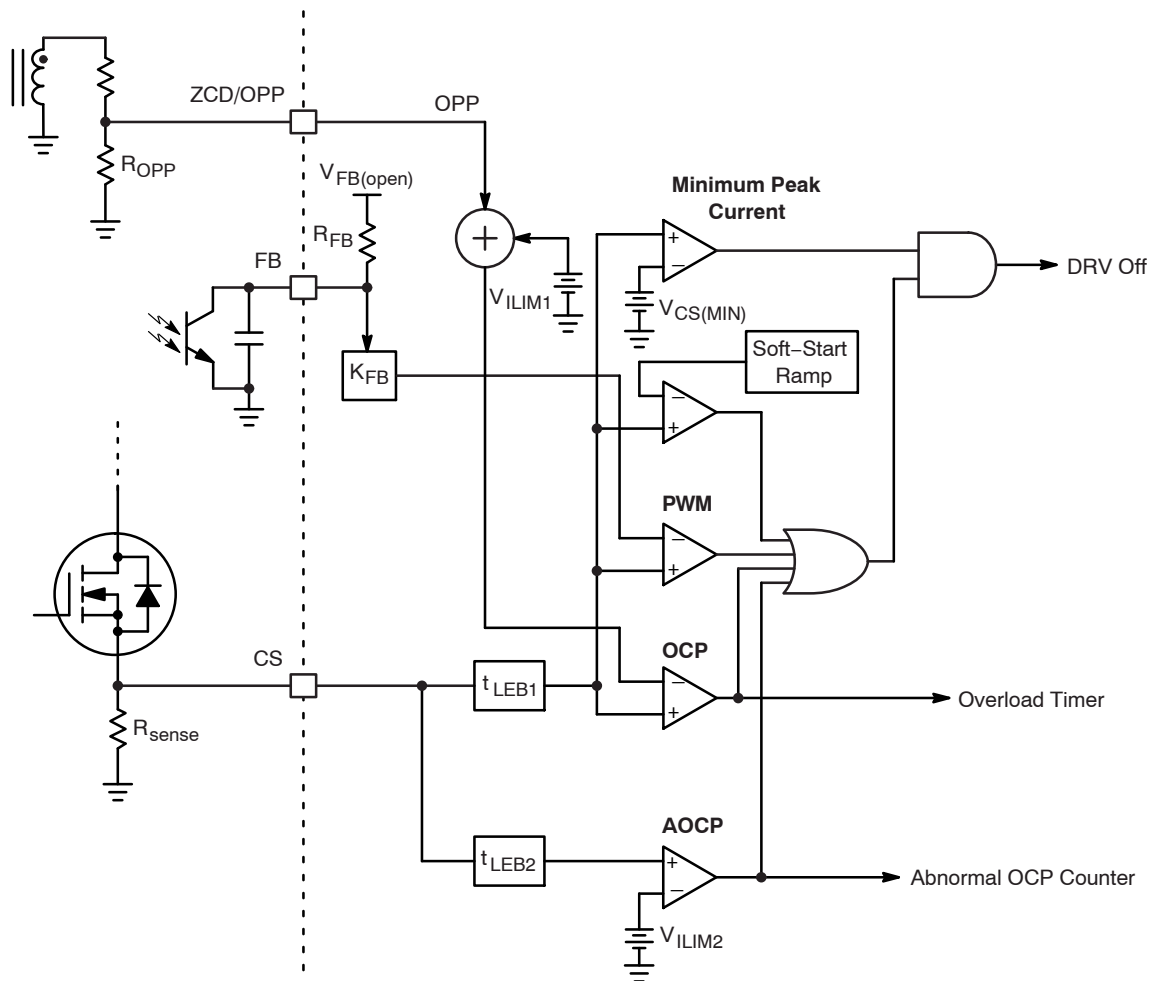 ZCD/OPP
OPP
R_OPP
V_FB(open)
R_FB
FB
K_FB
+
V_ILIM1
Minimum Peak
Current
+
−
V_CS(MIN)
DRV Off
Soft−Start
Ramp
−
+
PWM
−
+
CS
t_LEB1
R_sense
OCP
−
+
Overload Timer
AOCP
t_LEB2
+
−
Abnormal OCP Counter
V_ILIM2